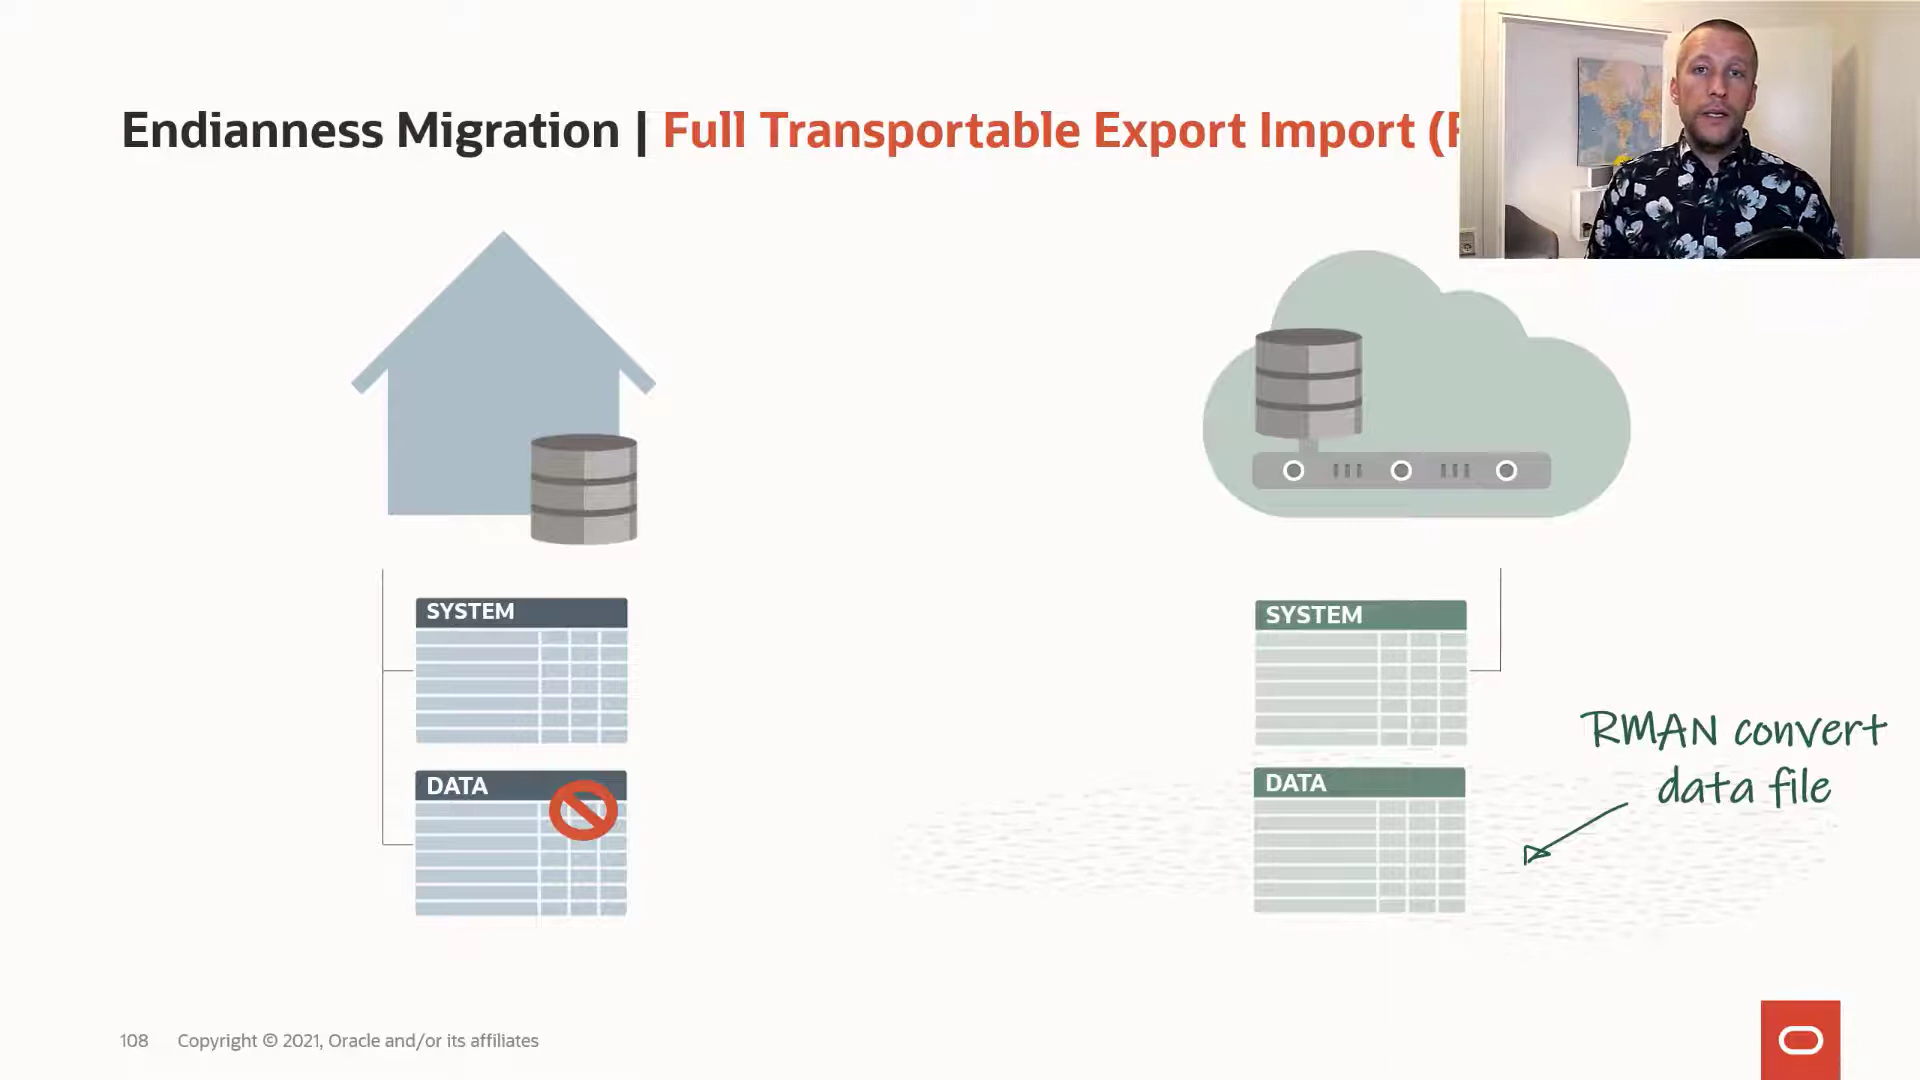 Endianness Migration | Full Transportable Export Import (
SYSTEM
DATA
SYSTEM
DATA
RMAN convert
data file
108 Copyright © 2021, Oracle and/or its affiliates